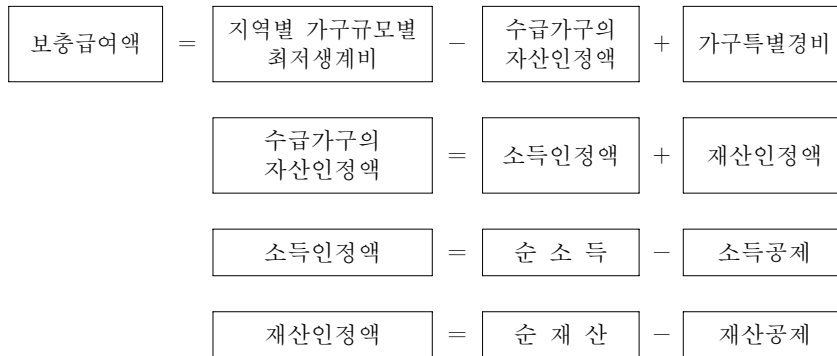 보충급여액 = 지역별 가구규모별 최저생계비 − 수급가구의 자산인정액 + 가구특별경비
수급가구의 자산인정액 = 소득인정액 + 재산인정액
소득인정액 = 순 소 득 − 소득공제
재산인정액 = 순 재 산 − 재산공제